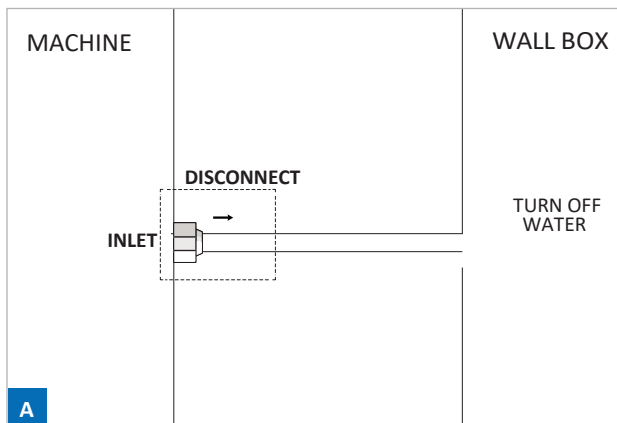 MACHINE
WALL BOX
DISCONNECT
TURN OFF
WATER
INLET
A